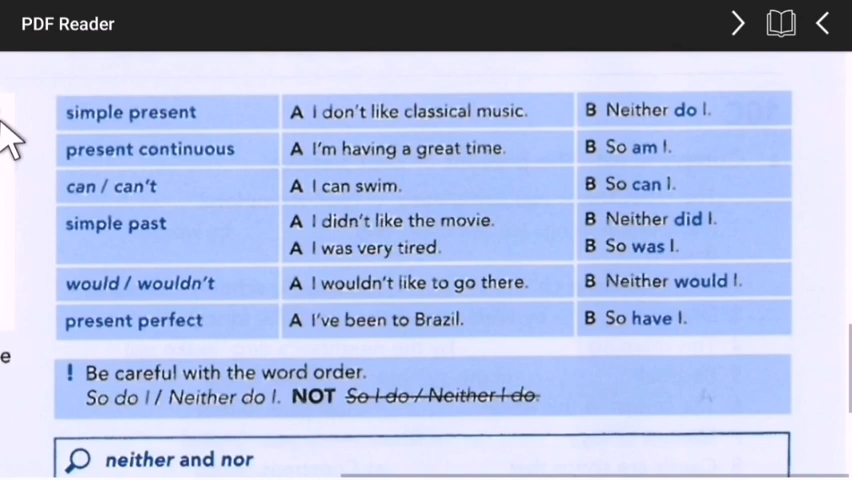 PDF Reader
simple present A I don't like classical music. B Neither do I.
present continuous A I'm having a great time. B So am I.
can / can't A I can swim. B So can I.
simple past A I didn't like the movie. B Neither did I.
A I was very tired. B So was I.
would / wouldn't A I wouldn't like to go there. B Neither would I.
present perfect A I've been to Brazil. B So have I.
e
! Be careful with the word order.
So do I / Neither do I. NOT So I do / Neither I do.
neither and nor